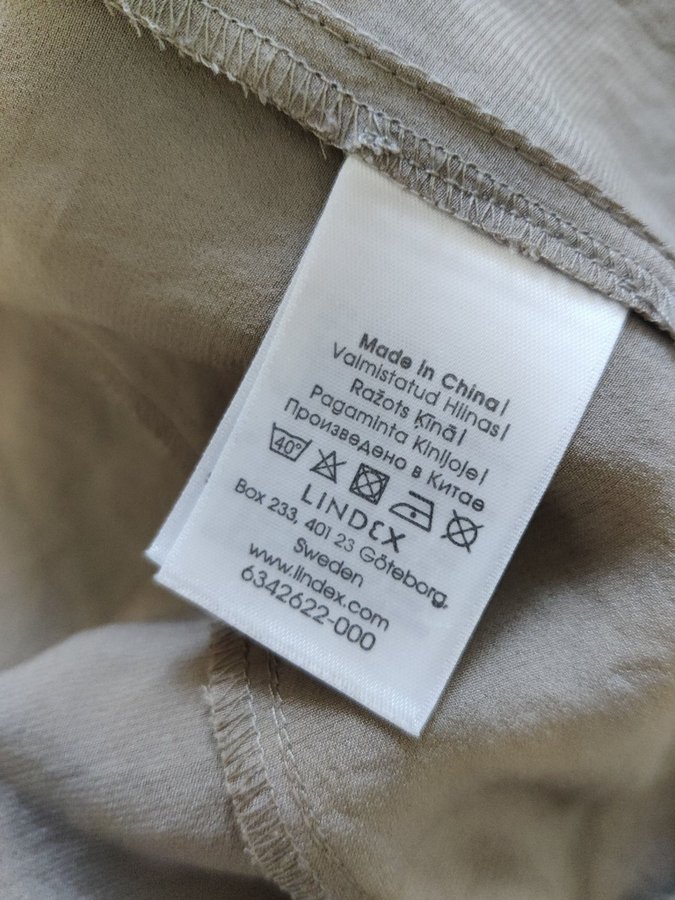 Made in China/
Valmistatud Hiinas/
Ražots Ķīnā/
Pagaminta Kinijoje/
Произведено в Китае
40°
LINDEX
Box 233, 401 23 Göteborg,
Sweden
www.lindex.com
6342622-000